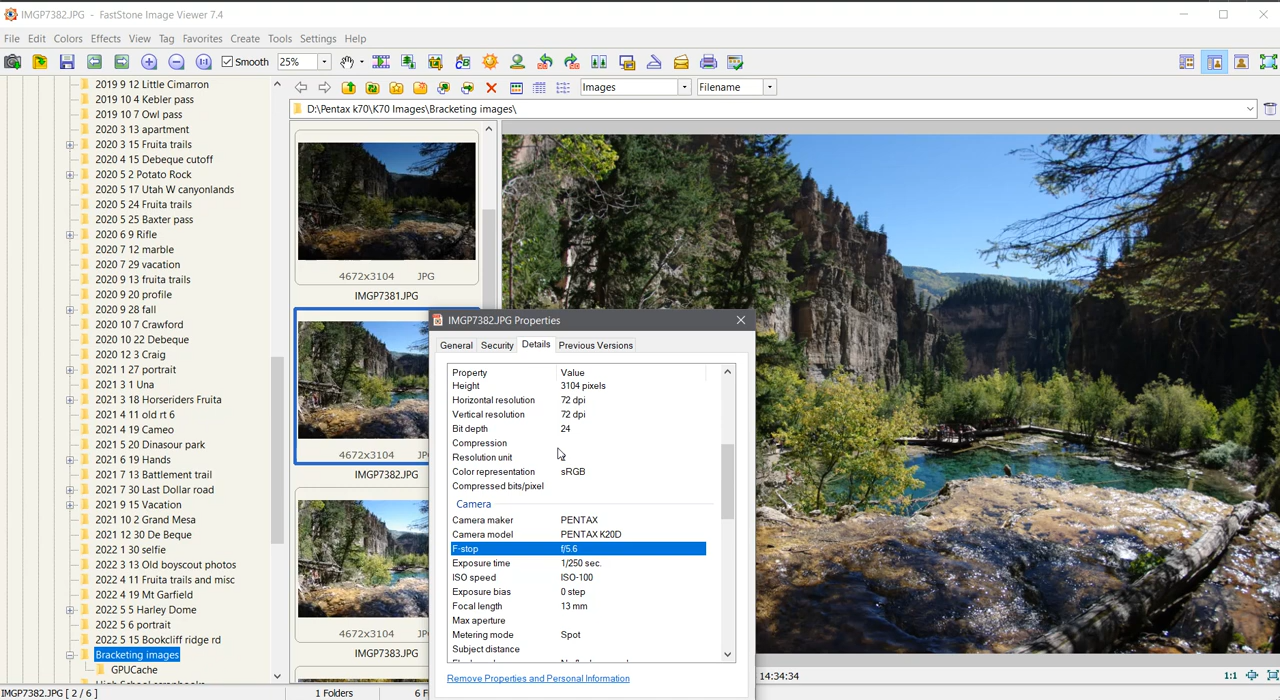 IMGP7382.JPG - FastStone Image Viewer 7.4
File Edit Colors Effects View Tag Favorites Create Tools Settings Help
Smooth 25%
Images Filename
D:\Pentax k70\K70 Images\Bracketing images\
2019 9 12 Little Cimarron
2019 10 4 Kebler pass
2019 10 7 Owl pass
2020 3 13 apartment
2020 3 15 Fruita trails
2020 4 15 Debeque cutoff
2020 5 2 Potato Rock
2020 5 17 Utah W canyonlands
2020 5 24 Fruita trails
2020 5 25 Baxter pass
2020 6 9 Rifle
2020 7 12 marble
2020 7 29 vacation
2020 9 13 fruita trails
2020 9 20 profile
2020 9 28 fall
2020 10 7 Crawford
2020 10 22 Debeque
2020 12 3 Craig
2021 1 27 portrait
2021 3 1 Una
2021 3 18 Horseriders Fruita
2021 4 11 old rt 6
2021 4 19 Cameo
2021 5 20 Dinasour park
2021 6 19 Hands
2021 7 13 Battlement trail
2021 7 30 Last Dollar road
2021 9 15 Vacation
2021 10 2 Grand Mesa
2021 12 30 De Beque
2022 1 30 selfie
2022 3 13 Old boyscout photos
2022 4 11 Fruita trails and misc
2022 4 19 Mt Garfield
2022 5 5 Harley Dome
2022 5 6 portrait
2022 5 15 Bookcliff ridge rd
Bracketing images
GPUCache
4672x3104 JPG
IMGP7381.JPG
4672x3104
IMGP7382.JPG
4672x3104
IMGP7383.JPG
IMGP7382.JPG Properties
General Security Details Previous Versions
Property Value
Height 3104 pixels
Horizontal resolution 72 dpi
Vertical resolution 72 dpi
Bit depth 24
Compression
Resolution unit
Color representation sRGB
Compressed bits/pixel
Camera
Camera maker PENTAX
Camera model PENTAX K20D
F-stop f/5.6
Exposure time 1/250 sec.
ISO speed ISO-100
Exposure bias 0 step
Focal length 13 mm
Max aperture
Metering mode Spot
Subject distance
Remove Properties and Personal Information
14:34:34
1:1
IMGP7382.JPG [ 2 / 6 ]
1 Folders
6 F